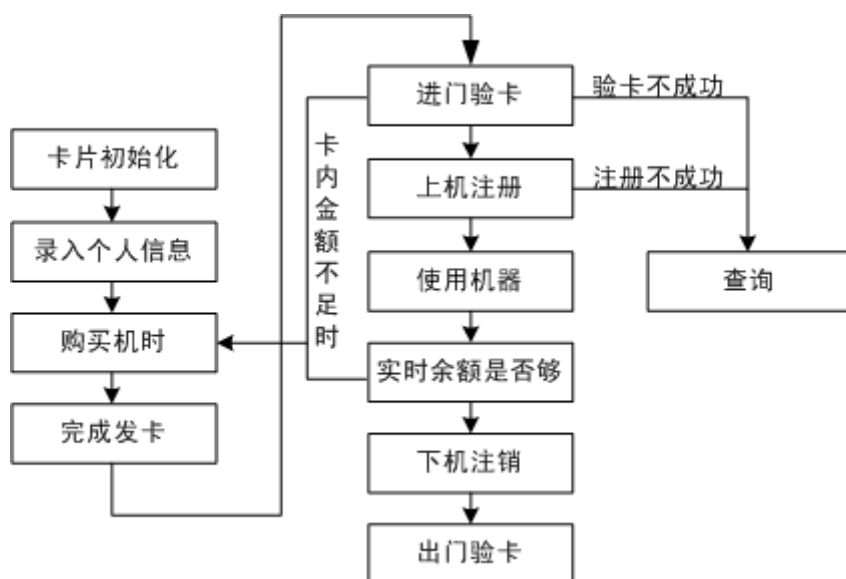 进门验卡
验卡不成功
卡片初始化
卡内金额不足时
上机注册
注册不成功
录入个人信息
使用机器
查询
购买机时
实时余额是否够
完成发卡
下机注销
出门验卡